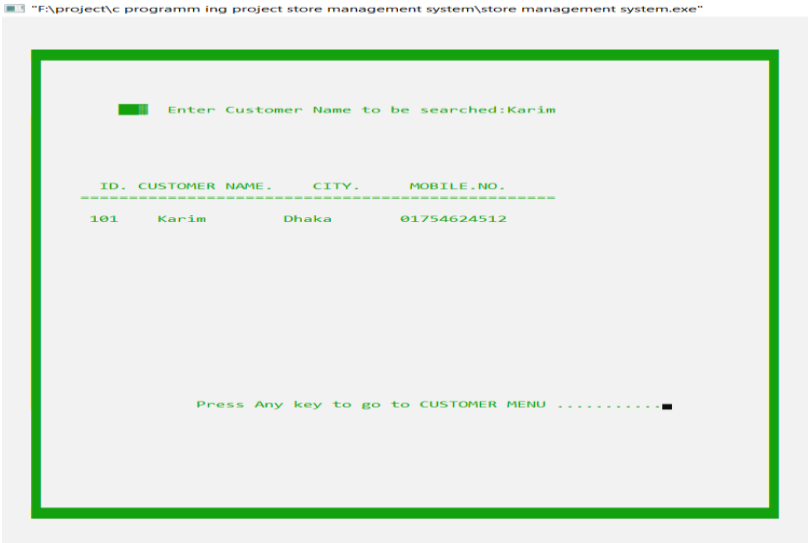 "F:\project\c programm ing project store management system\store management system.exe"
Enter Customer Name to be searched:Karim
ID. CUSTOMER NAME. CITY. MOBILE.NO.
==================================================
101 Karim Dhaka 01754624512
Press Any key to go to CUSTOMER MENU ...........